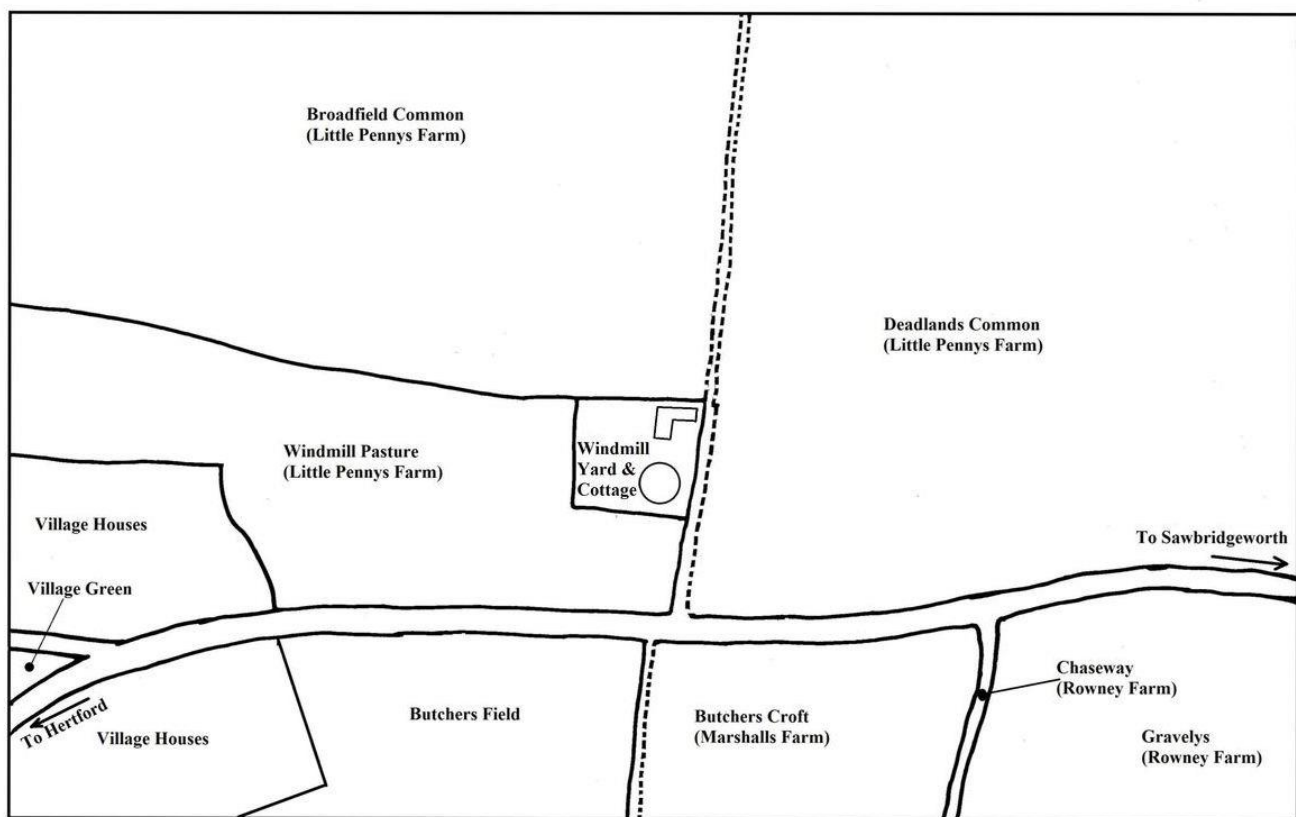 Broadfield Common
(Little Pennys Farm)
Deadlands Common
(Little Pennys Farm)
Windmill Pasture
(Little Pennys Farm)
Windmill
Yard &
Cottage
Village Houses
To Sawbridgeworth
Village Green
Chaseway
(Rowney Farm)
To Hertford
Village Houses
Butchers Field
Butchers Croft
(Marshalls Farm)
Gravelys
(Rowney Farm)